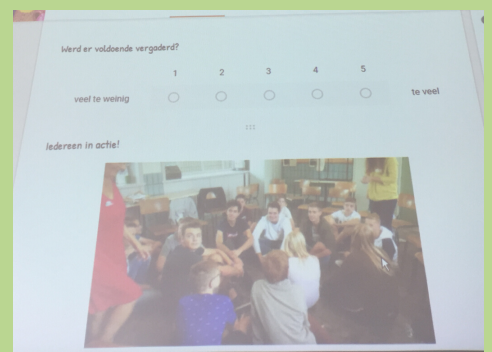 Werd er voldoende vergaderd?
1 2 3 4 5
veel te weinig te veel
Iedereen in actie!